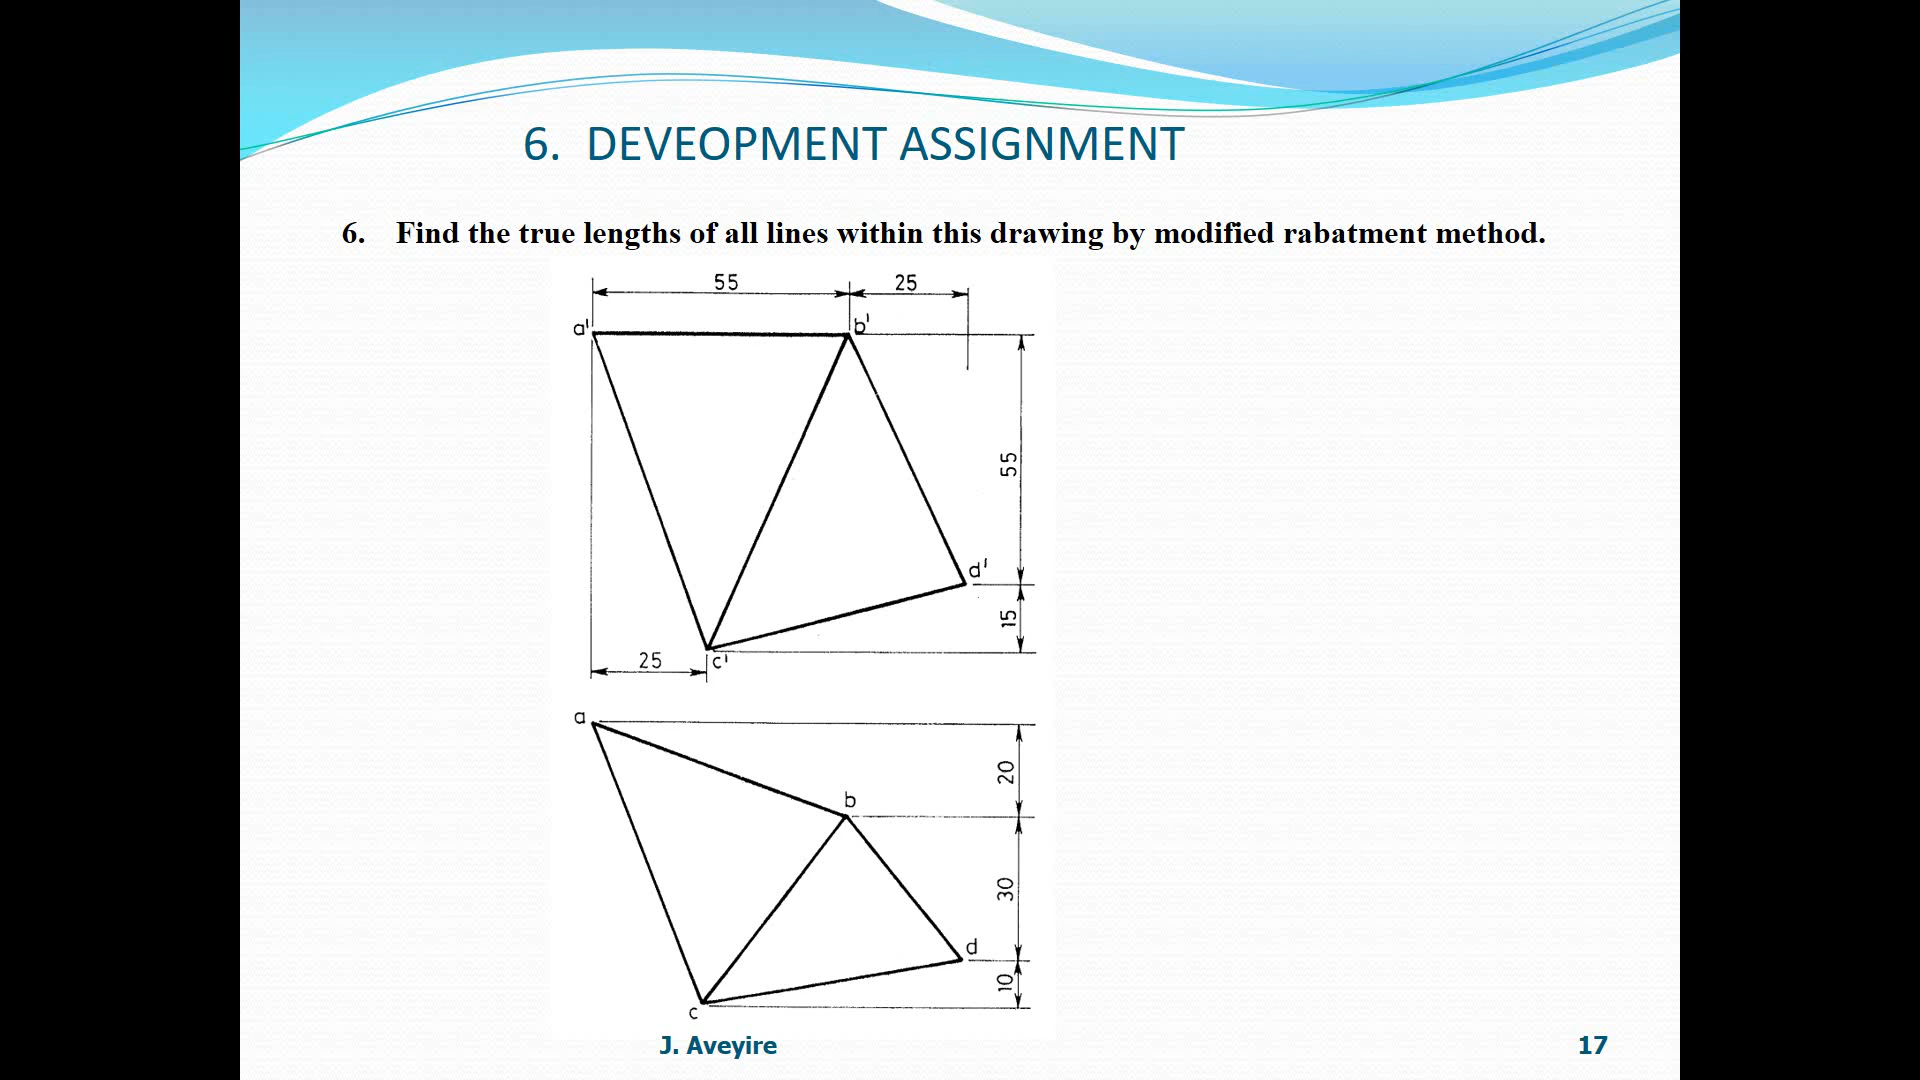 6. DEVEOPMENT ASSIGNMENT
6. Find the true lengths of all lines within this drawing by modified rabatment method.
55
25
a'
b'
55
d'
15
25
c'
a
20
b
30
d
10
c
J. Aveyire
17